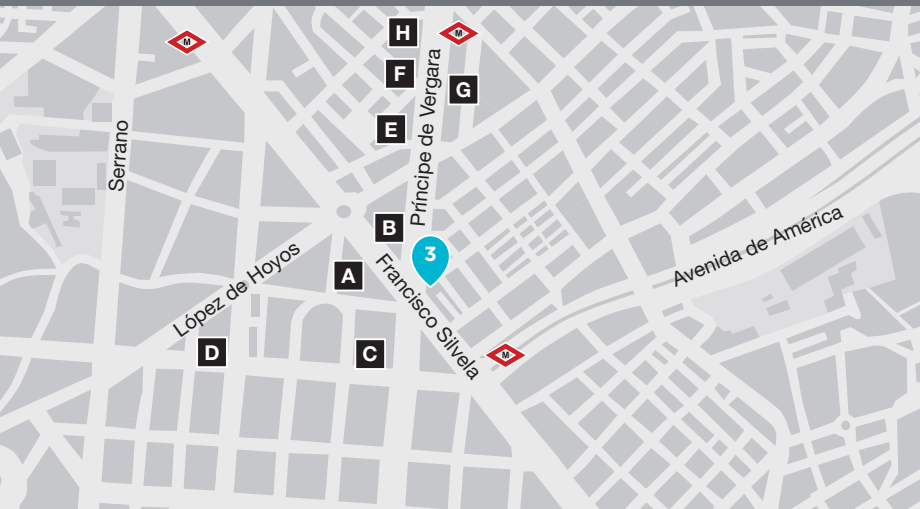 H
M
M
F
G
E
Serrano
Príncipe de Vergara
B
Avenida de América
3
A
López de Hoyos
Francisco Silvela
D
C
M